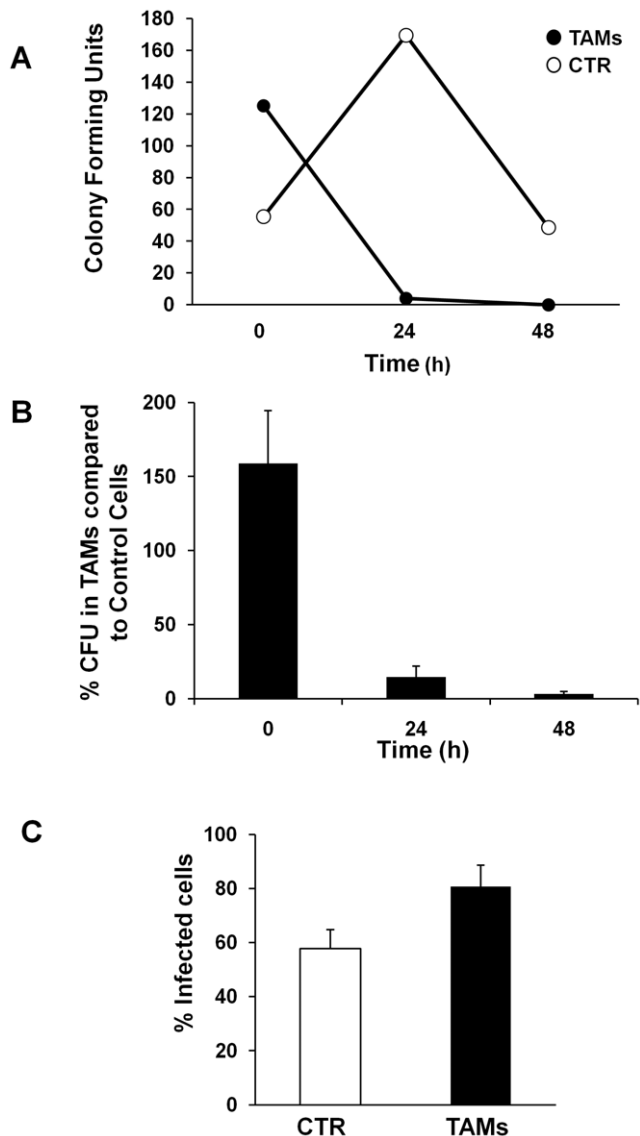 A
Colony Forming Units
180
160
140
120
100
80
60
40
20
0
TAMs
CTR
0 24 48
Time (h)
B
% CFU in TAMs compared
to Control Cells
200
150
100
50
0
0 24 48
Time (h)
C
% Infected cells
100
80
60
40
20
0
CTR TAMs